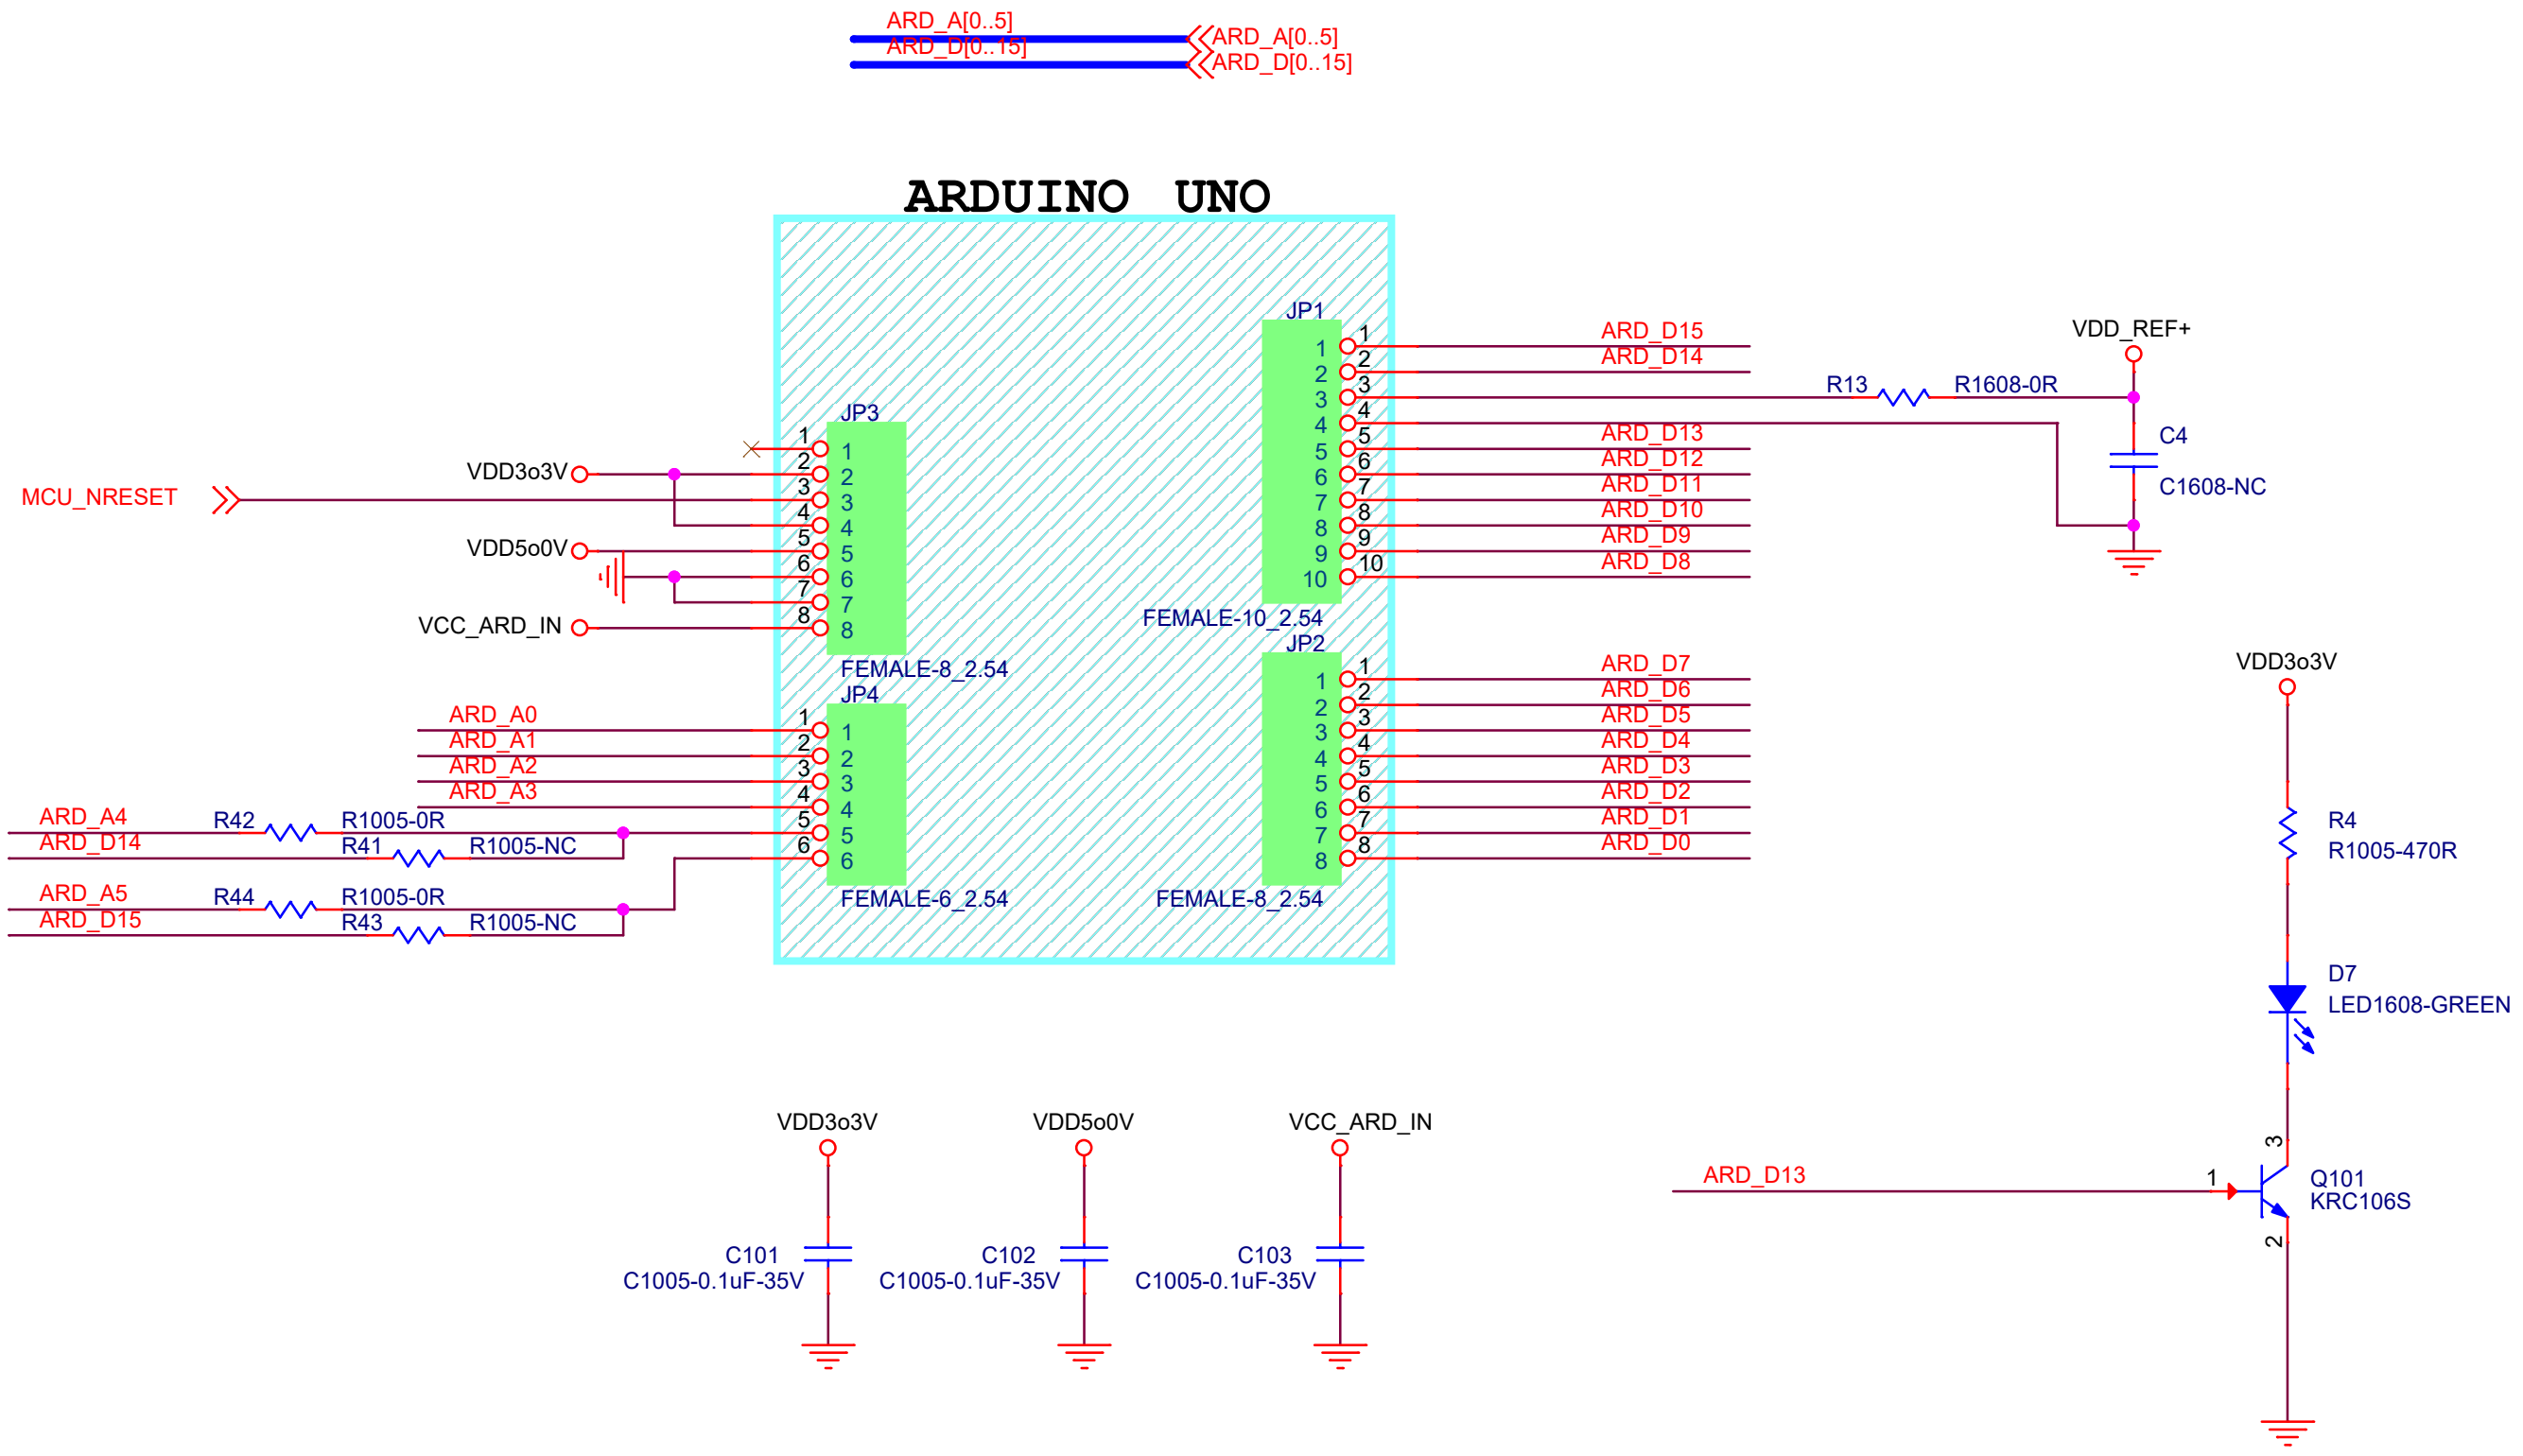 ARD_A[0..5]
ARD_A[0..5]
ARD_D[0..15]
ARD_D[0..15]
ARDUINO UNO
JP3
1 1
2 2
3 3
4 4
5 5
6 6
7 7
8 8
VDD3o3V
MCU_NRESET
VDD5o0V
VCC_ARD_IN
FEMALE-8_2.54
JP4
ARD_A0 1 1
ARD_A1 2 2
ARD_A2 3 3
ARD_A3 4 4
ARD_A4 R42 R1005-0R 5 5
ARD_D14 R41 R1005-NC 6 6
ARD_A5 R44 R1005-0R
ARD_D15 R43 R1005-NC
FEMALE-6_2.54
JP1
1 1 ARD_D15
2 2 ARD_D14
3 3
4 4
5 5 ARD_D13
6 6 ARD_D12
7 7 ARD_D11
8 8 ARD_D10
9 9 ARD_D9
10 10 ARD_D8
FEMALE-10_2.54
JP2
1 1 ARD_D7
2 2 ARD_D6
3 3 ARD_D5
4 4 ARD_D4
5 5 ARD_D3
6 6 ARD_D2
7 7 ARD_D1
8 8 ARD_D0
FEMALE-8_2.54
VDD_REF+
R13 R1608-0R
C4
C1608-NC
VDD3o3V
R4
R1005-470R
D7
LED1608-GREEN
3
ARD_D13 1
Q101
KRC106S
2
VDD3o3V
C101
C1005-0.1uF-35V
VDD5o0V
C102
C1005-0.1uF-35V
VCC_ARD_IN
C103
C1005-0.1uF-35V